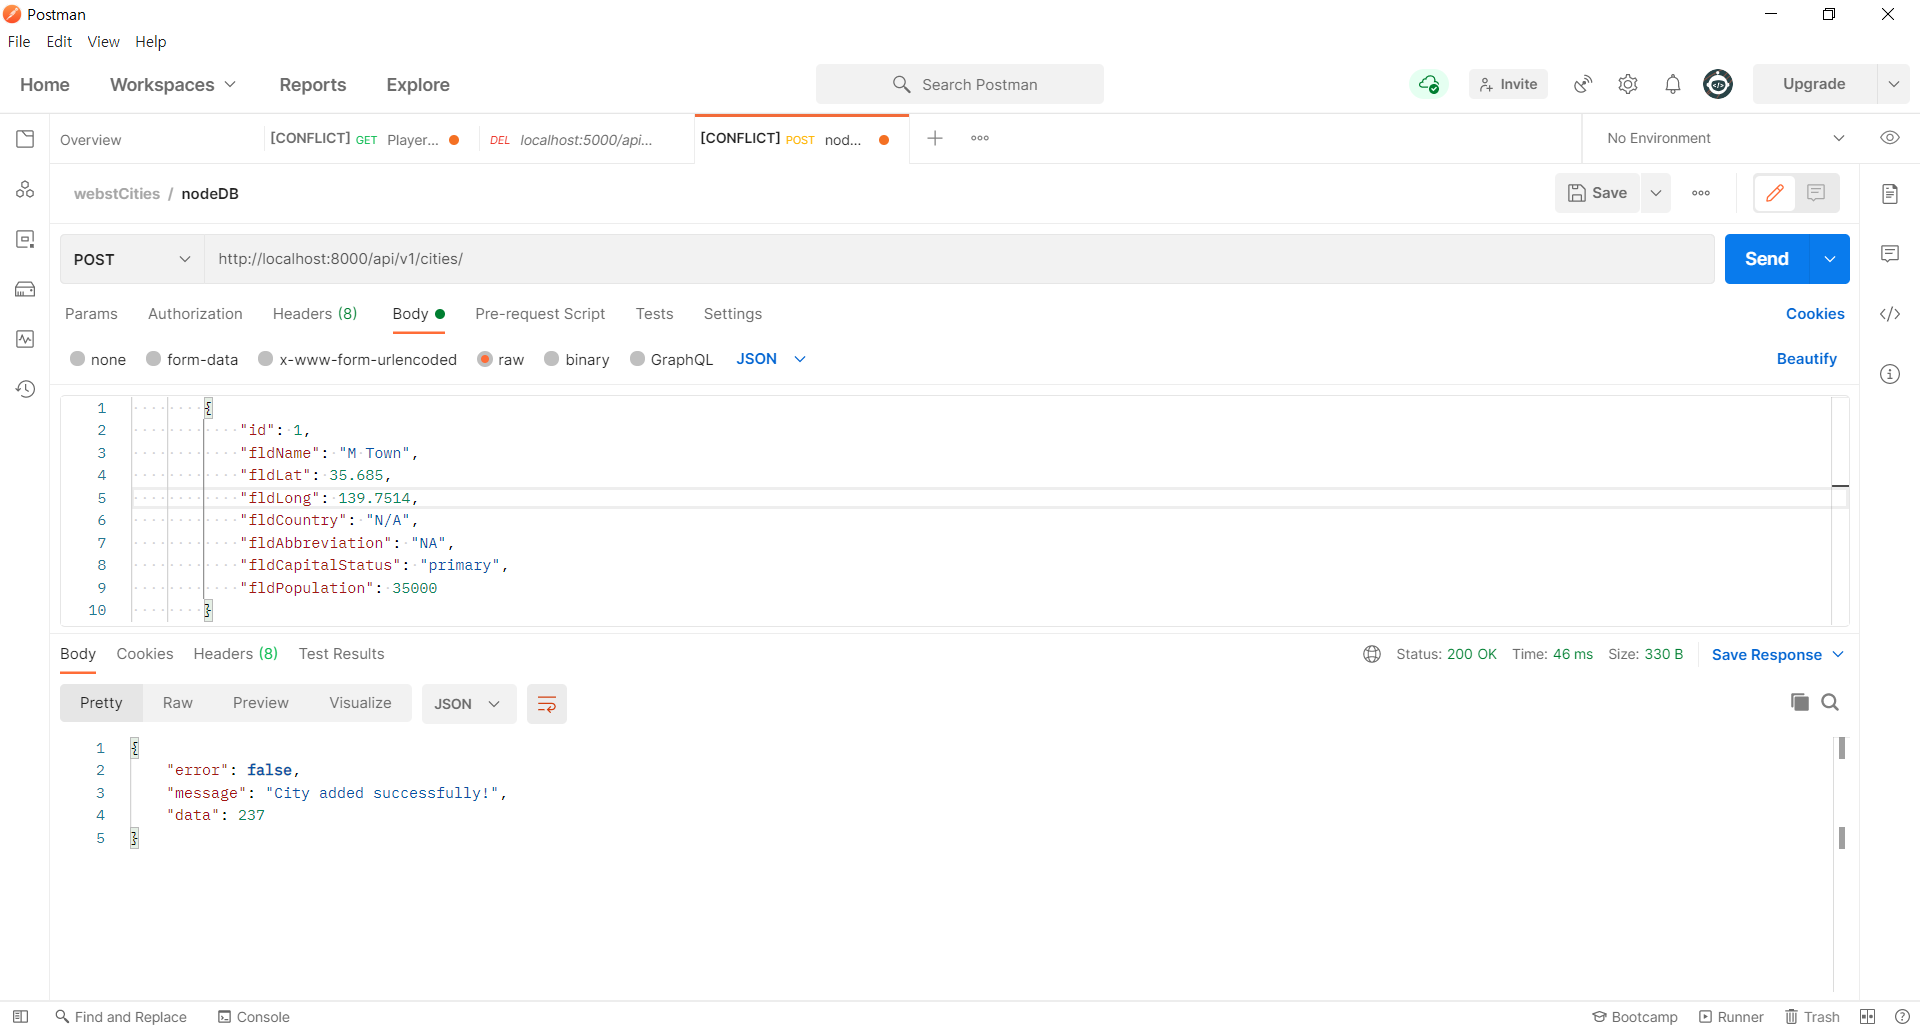 Postman
File Edit View Help
Home Workspaces Reports Explore Search Postman Invite Upgrade
Overview [CONFLICT] GET Player... DEL localhost:5000/api... [CONFLICT] POST nod... No Environment
webstCities / nodeDB Save
POST http://localhost:8000/api/v1/cities/ Send
Params Authorization Headers (8) Body Pre-request Script Tests Settings Cookies
none form-data x-www-form-urlencoded raw binary GraphQL JSON Beautify
1 {
2 "id": 1,
3 "fldName": "M Town",
4 "fldLat": 35.685,
5 "fldLong": 139.7514,
6 "fldCountry": "N/A",
7 "fldAbbreviation": "NA",
8 "fldCapitalStatus": "primary",
9 "fldPopulation": 35000
10 }
Body Cookies Headers (8) Test Results Status: 200 OK Time: 46 ms Size: 330 B Save Response
Pretty Raw Preview Visualize JSON
1 {
2 "error": false,
3 "message": "City added successfully!",
4 "data": 237
5 }
Find and Replace Console Bootcamp Runner Trash